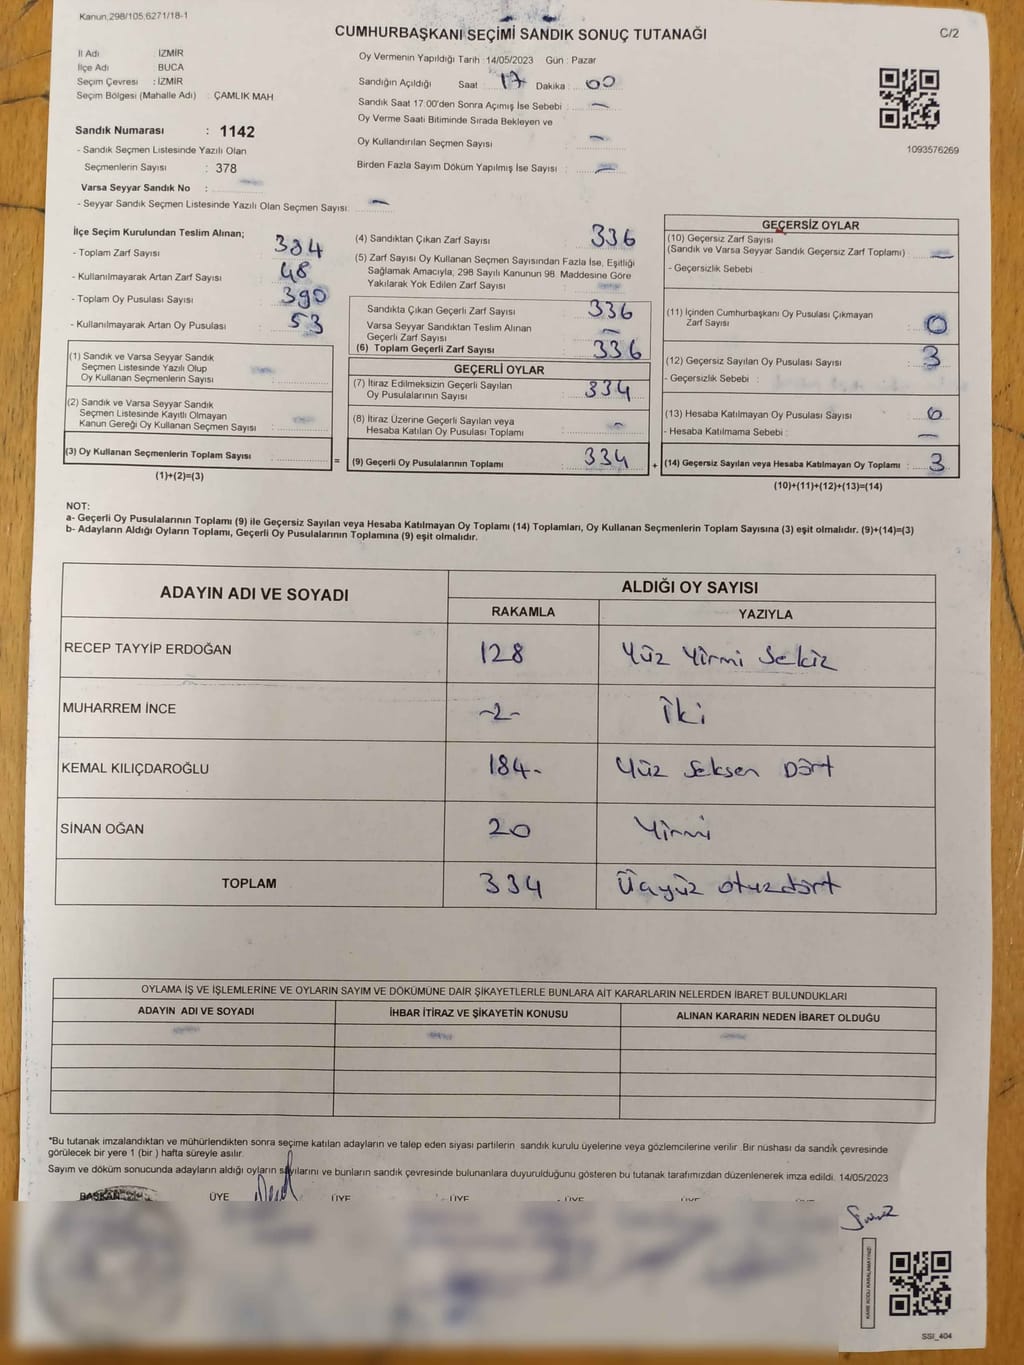 Kanun:298/105;6271/18-1
CUMHURBAŞKANI SEÇİMİ SANDIK SONUÇ TUTANAĞI
C/2
İl Adı : İZMİR
İlçe Adı : BUCA
Seçim Çevresi : İZMİR
Seçim Bölgesi (Mahalle Adı) : ÇAMLIK MAH
Sandık Numarası : 1142
- Sandık Seçmen Listesinde Yazılı Olan
Seçmenlerin Sayısı : 378
Varsa Seyyar Sandık No :
- Seyyar Sandık Seçmen Listesinde Yazılı Olan Seçmen Sayısı: —
Oy Vermenin Yapıldığı Tarih :14/05/2023 Gün : Pazar
Sandığın Açıldığı Saat 17 Dakika : 00
Sandık Saat 17:00'den Sonra Açımış İse Sebebi : —
Oy Verme Saati Bitiminde Sırada Bekleyen ve
Oy Kullandırılan Seçmen Sayısı : —
Birden Fazla Sayım Döküm Yapılmış İse Sayısı : —
1093576269
İlçe Seçim Kurulundan Teslim Alınan;
- Toplam Zarf Sayısı : 384
- Kullanılmayarak Artan Zarf Sayısı : 48
- Toplam Oy Pusulası Sayısı : 390
- Kullanılmayarak Artan Oy Pusulası : 53
(1) Sandık ve Varsa Seyyar Sandık
Seçmen Listesinde Yazılı Olup
Oy Kullanan Seçmenlerin Sayısı :
(2) Sandık ve Varsa Seyyar Sandık
Seçmen Listesinde Kayıtlı Olmayan
Kanun Gereği Oy Kullanan Seçmen Sayısı :
(3) Oy Kullanan Seçmenlerin Toplam Sayısı
(1)+(2)=(3)
=
(4) Sandıktan Çıkan Zarf Sayısı : 336
(5) Zarf Sayısı Oy Kullanan Seçmen Sayısından Fazla İse, Eşitliği
Sağlamak Amacıyla; 298 Sayılı Kanunun 98. Maddesine Göre
Yakılarak Yok Edilen Zarf Sayısı :
Sandıkta Çıkan Geçerli Zarf Sayısı : 336
Varsa Seyyar Sandıktan Teslim Alınan
Geçerli Zarf Sayısı : —
(6) Toplam Geçerli Zarf Sayısı : 336
GEÇERLİ OYLAR
(7) İtiraz Edilmeksizin Geçerli Sayılan
Oy Pusulalarının Sayısı : 334
(8) İtiraz Üzerine Geçerli Sayılan veya
Hesaba Katılan Oy Pusulası Toplamı : —
(9) Geçerli Oy Pusulalarının Toplamı : 334
+
GEÇERSİZ OYLAR
(10) Geçersiz Zarf Sayısı
(Sandık ve Varsa Seyyar Sandık Geçersiz Zarf Toplamı) : —
- Geçersizlik Sebebi
(11) İçinden Cumhurbaşkanı Oy Pusulası Çıkmayan
Zarf Sayısı : 0
(12) Geçersiz Sayılan Oy Pusulası Sayısı : 3
- Geçersizlik Sebebi :
(13) Hesaba Katılmayan Oy Pusulası Sayısı : 0
- Hesaba Katılmama Sebebi : —
(14) Geçersiz Sayılan veya Hesaba Katılmayan Oy Toplamı : 3
(10)+(11)+(12)+(13)=(14)
NOT:
a- Geçerli Oy Pusulalarının Toplamı (9) ile Geçersiz Sayılan veya Hesaba Katılmayan Oy Toplamı (14) Toplamları, Oy Kullanan Seçmenlerin Toplam Sayısına (3) eşit olmalıdır. (9)+(14)=(3)
b- Adayların Aldığı Oyların Toplamı, Geçerli Oy Pusulalarının Toplamına (9) eşit olmalıdır.
ADAYIN ADI VE SOYADI
ALDIĞI OY SAYISI
RAKAMLA YAZIYLA
RECEP TAYYİP ERDOĞAN 128 Yüz Yirmi Sekiz
MUHARREM İNCE -2- İki
KEMAL KILIÇDAROĞLU 184- Yüz Seksen Dört
SİNAN OĞAN 20 Yirmi
TOPLAM 334 Üçyüz otuzdört
OYLAMA İŞ VE İŞLEMLERİNE VE OYLARIN SAYIM VE DÖKÜMÜNE DAİR ŞİKAYETLERLE BUNLARA AİT KARARLARIN NELERDEN İBARET BULUNDUKLARI
ADAYIN ADI VE SOYADI İHBAR İTİRAZ VE ŞİKAYETİN KONUSU ALINAN KARARIN NEDEN İBARET OLDUĞU
*Bu tutanak imzalandıktan ve mühürlendikten sonra seçime katılan adayların ve talep eden siyasi partilerin sandık kurulu üyelerine veya gözlemcilerine verilir. Bir nüshası da sandık çevresinde
görülecek bir yere 1 (bir ) hafta süreyle asılır.
Sayım ve döküm sonucunda adayların aldığı oyların sayılarını ve bunların sandık çevresinde bulunanlara duyurulduğunu gösteren bu tutanak tarafımızdan düzenlenerek imza edildi. 14/05/2023
BAŞKAN ÜYE ÜYE ÜYE ÜYE ÜYE ÜYE
KARE KODU KARALAMAYINIZ!
SSI_404